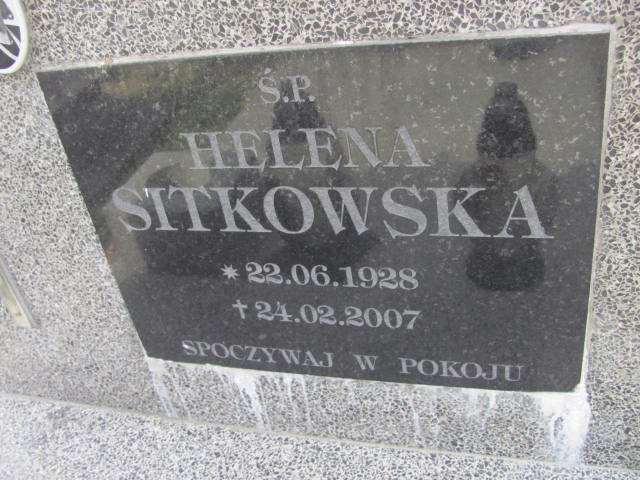 Ś.P.
HELENA
SITKOWSKA
* 22.06.1928
† 24.02.2007
SPOCZYWAJ W POKOJU